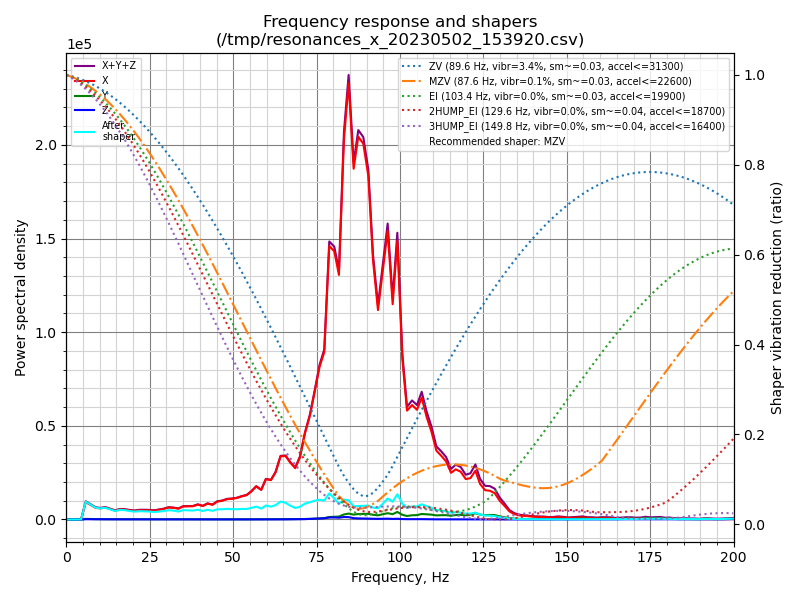 Frequency response and shapers
(/tmp/resonances_x_20230502_153920.csv)
1e5
X+Y+Z
X
Y
Z
After
shaper
ZV (89.6 Hz, vibr=3.4%, sm~=0.03, accel<=31300)
MZV (87.6 Hz, vibr=0.1%, sm~=0.03, accel<=22600)
EI (103.4 Hz, vibr=0.0%, sm~=0.03, accel<=19900)
2HUMP_EI (129.6 Hz, vibr=0.0%, sm~=0.04, accel<=18700)
3HUMP_EI (149.8 Hz, vibr=0.0%, sm~=0.04, accel<=16400)
Recommended shaper: MZV
Power spectral density
2.0
1.5
1.0
0.5
0.0
1.0
0.8
0.6
0.4
0.2
0.0
Shaper vibration reduction (ratio)
0 25 50 75 100 125 150 175 200
Frequency, Hz